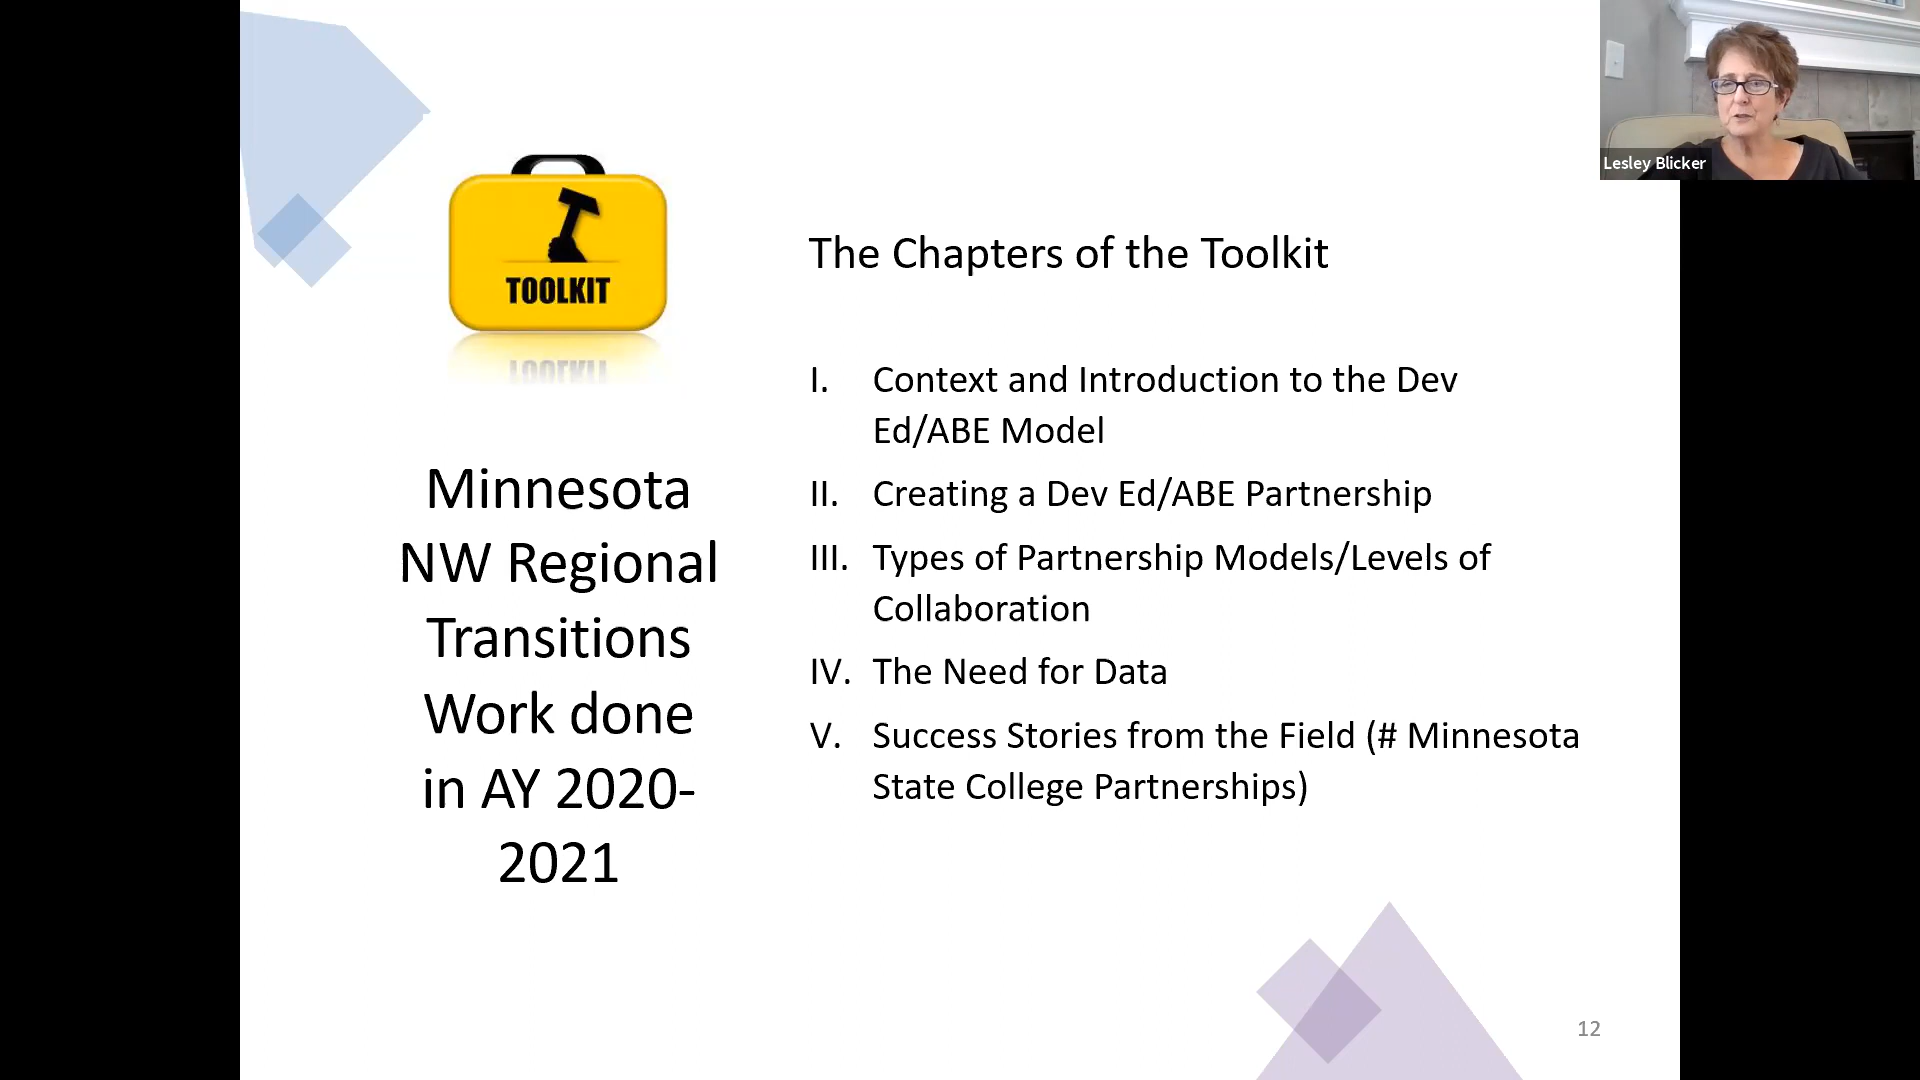 Lesley Blicker
TOOLKIT
Minnesota
NW Regional
Transitions
Work done
in AY 2020-
2021
The Chapters of the Toolkit
I. Context and Introduction to the Dev
Ed/ABE Model
II. Creating a Dev Ed/ABE Partnership
III. Types of Partnership Models/Levels of
Collaboration
IV. The Need for Data
V. Success Stories from the Field (# Minnesota
State College Partnerships)
12